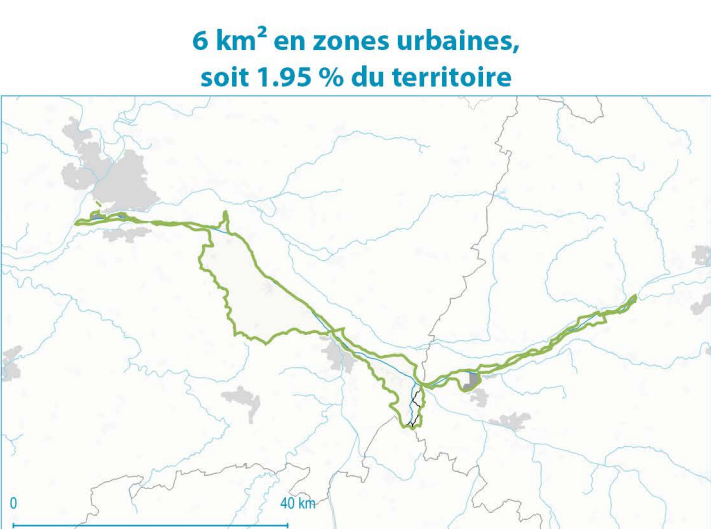 6 km² en zones urbaines,
soit 1.95 % du territoire
0 40 km